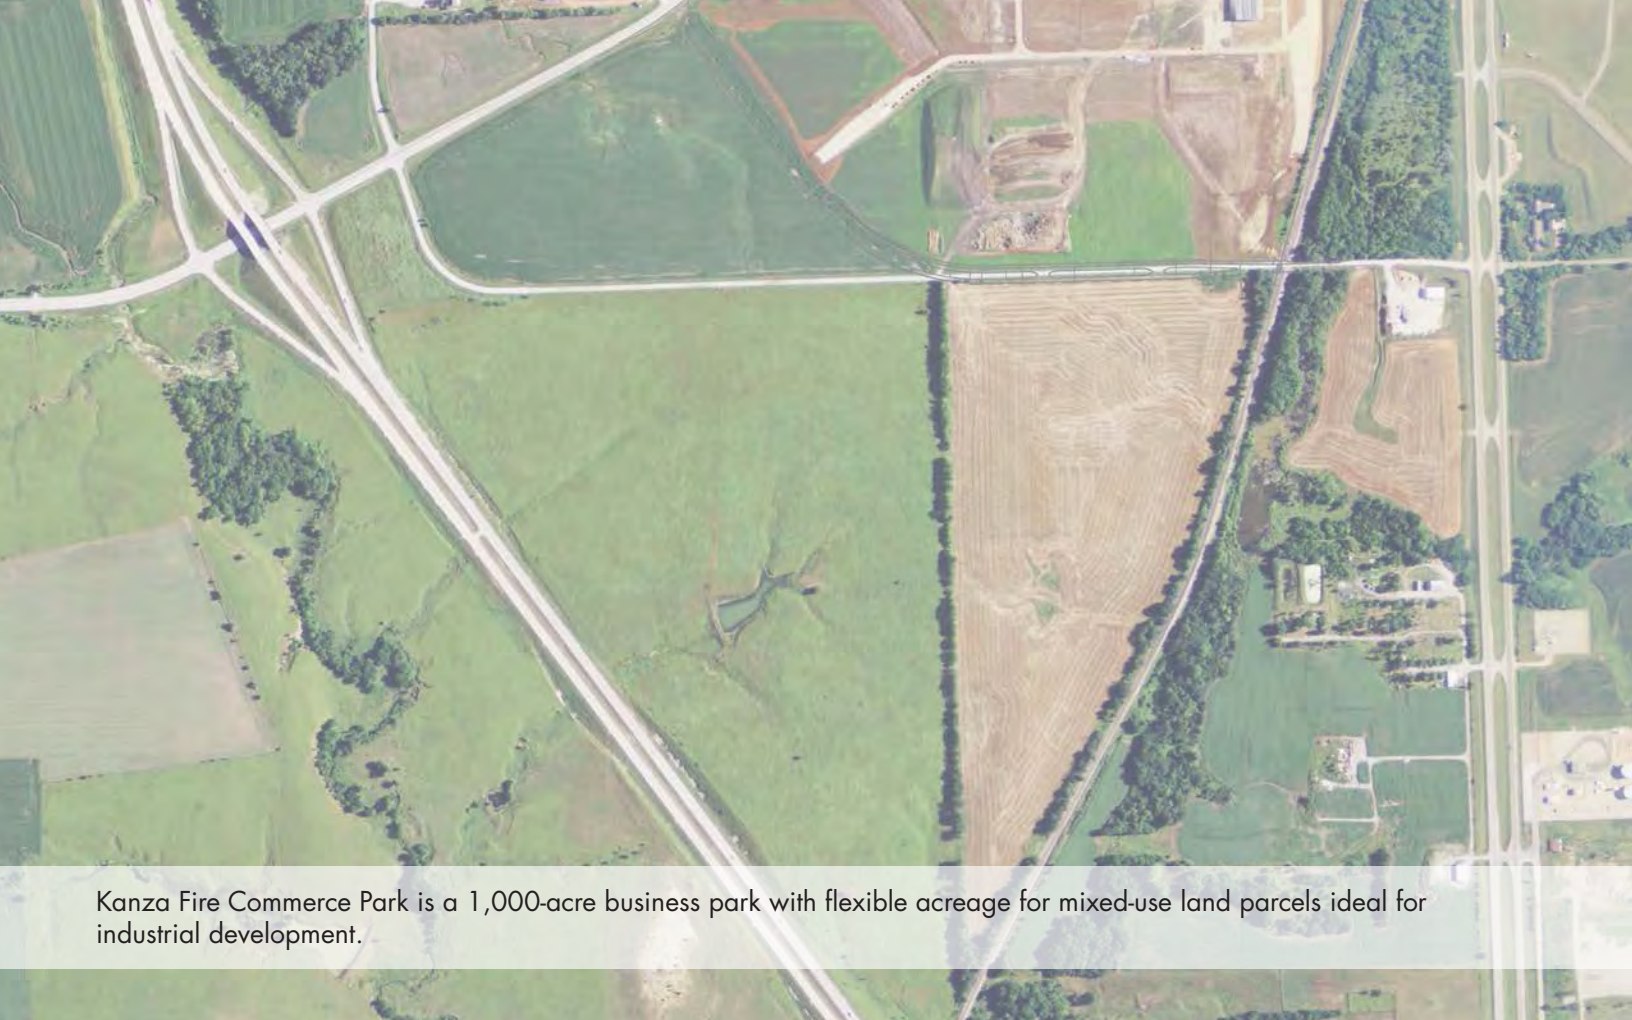 Kanza Fire Commerce Park is a 1,000-acre business park with flexible acreage for mixed-use land parcels ideal for
industrial development.